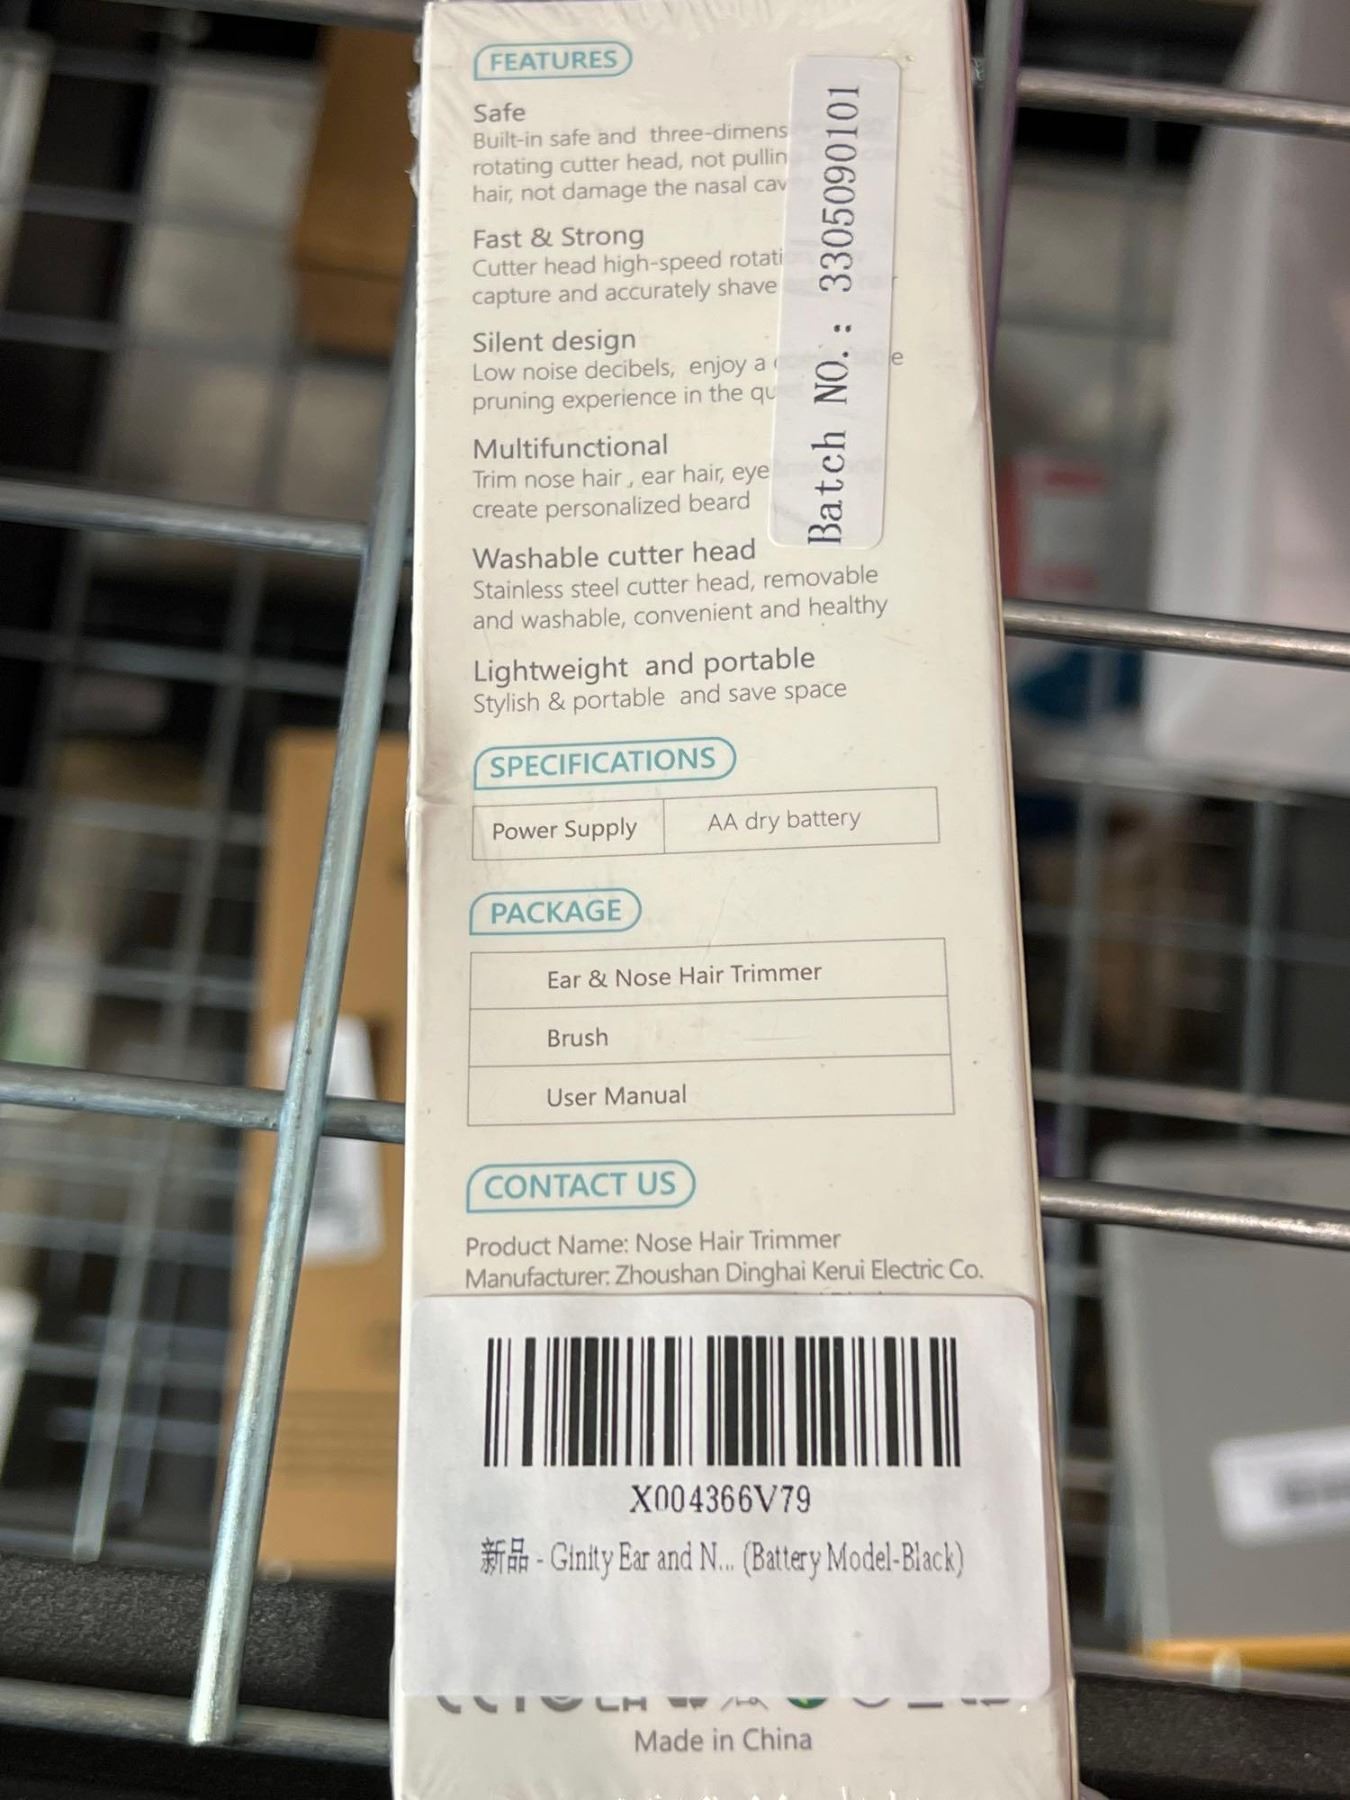 FEATURES
Safe
Built-in safe and three-dimens
rotating cutter head, not pullin
hair, not damage the nasal cav
Fast & Strong
Cutter head high-speed rotati
capture and accurately shave
Silent design
Low noise decibels, enjoy a
pruning experience in the qu
Multifunctional
Trim nose hair , ear hair, eye
create personalized beard
Batch NO.: 3305090101
Washable cutter head
Stainless steel cutter head, removable
and washable, convenient and healthy
Lightweight and portable
Stylish & portable and save space
SPECIFICATIONS
Power Supply AA dry battery
PACKAGE
Ear & Nose Hair Trimmer
Brush
User Manual
CONTACT US
Product Name: Nose Hair Trimmer
Manufacturer: Zhoushan Dinghai Kerui Electric Co.
X004366V79
新品 - Ginity Ear and N... (Battery Model-Black)
Made in China